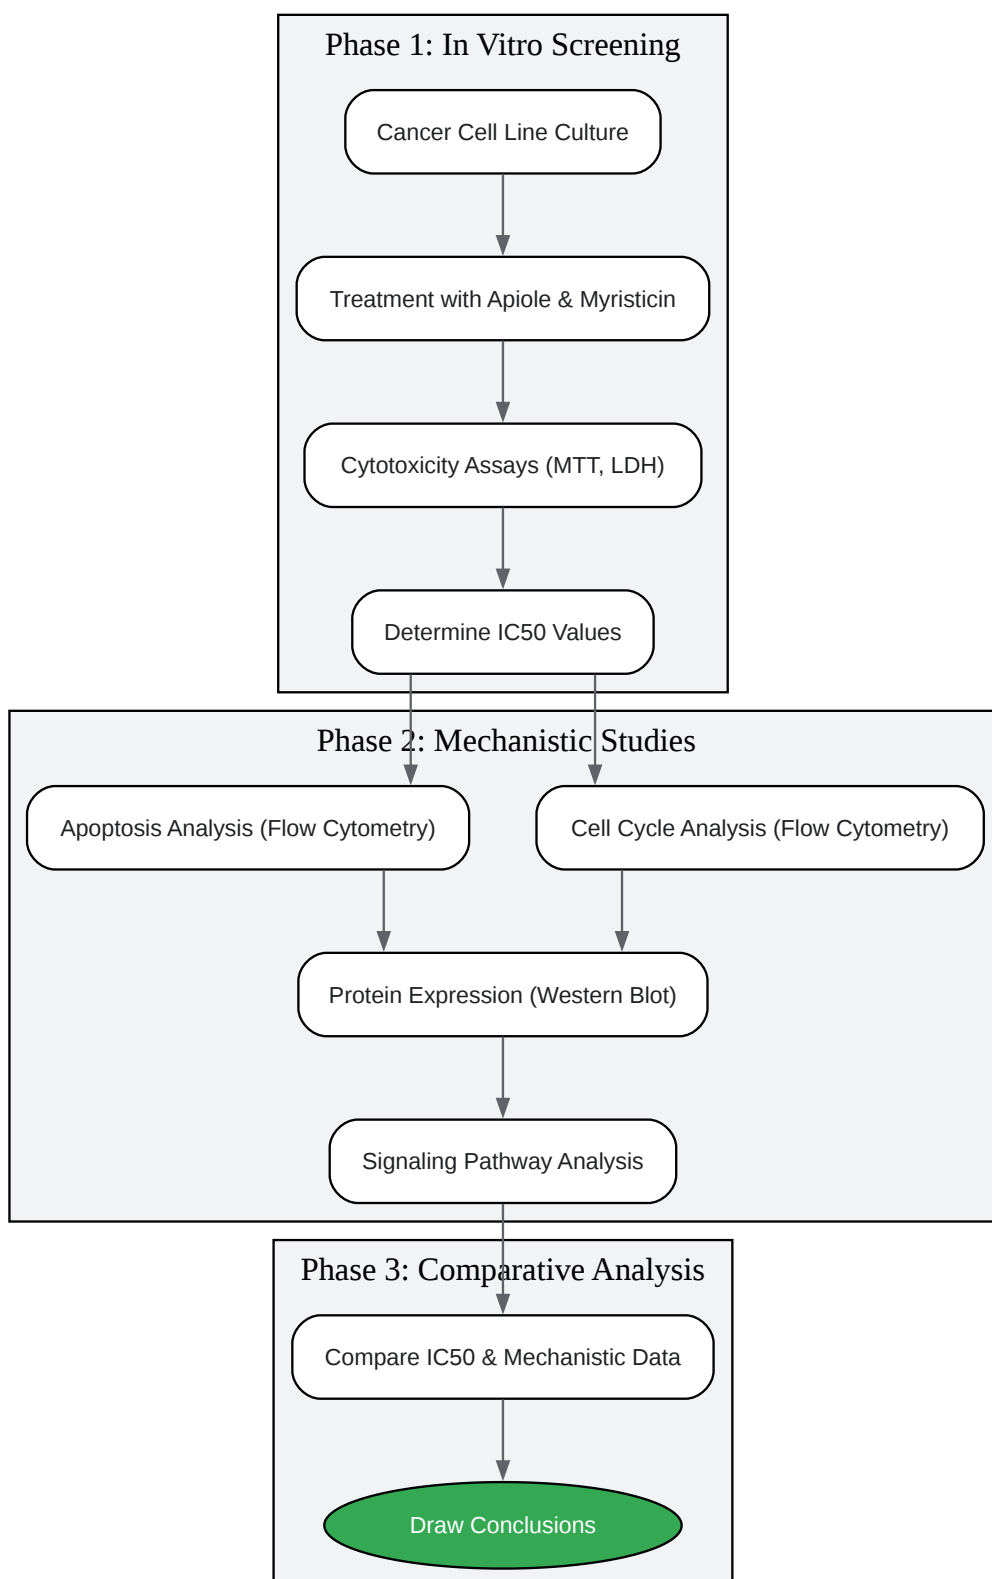 Phase 1: In Vitro Screening
Cancer Cell Line Culture
Treatment with Apiole & Myristicin
Cytotoxicity Assays (MTT, LDH)
Determine IC50 Values
Phase 2: Mechanistic Studies
Apoptosis Analysis (Flow Cytometry)
Cell Cycle Analysis (Flow Cytometry)
Protein Expression (Western Blot)
Signaling Pathway Analysis
Phase 3: Comparative Analysis
Compare IC50 & Mechanistic Data
Draw Conclusions